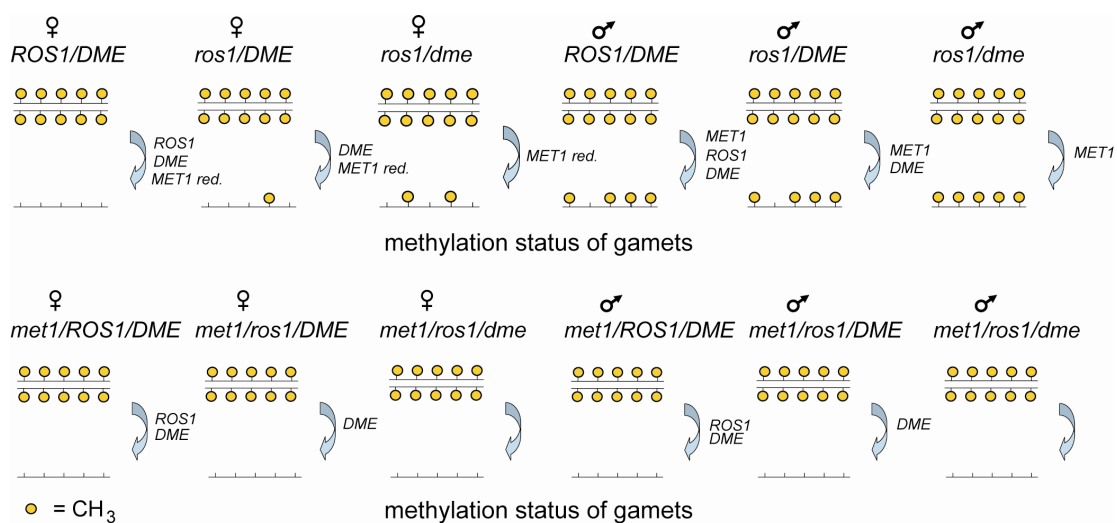 ♀ ♀ ♀ ♂ ♂ ♂
ROS1/DME ros1/DME ros1/dme ROS1/DME ros1/DME ros1/dme
ROS1
DME
MET1 red.
DME
MET1 red.
MET1 red.
MET1
ROS1
DME
MET1
DME
MET1
methylation status of gamets
♀ ♀ ♀ ♂ ♂ ♂
met1/ROS1/DME met1/ros1/DME met1/ros1/dme met1/ROS1/DME met1/ros1/DME met1/ros1/dme
ROS1
DME
DME
ROS1
DME
DME
= CH3
methylation status of gamets